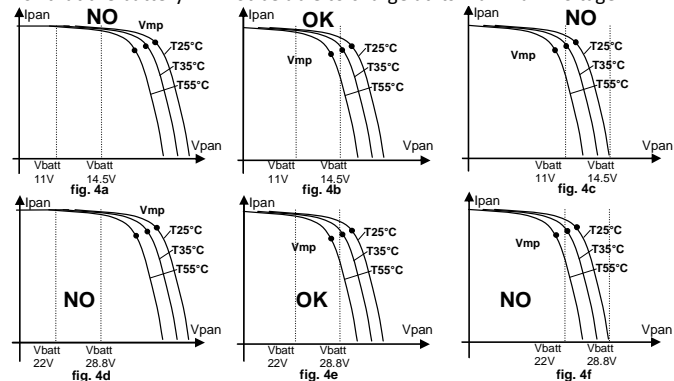 NO
Ipan
Vmp
T25°C
T35°C
T55°C
Vpan
Vbatt
11V
Vbatt
14.5V
fig. 4a
OK
Ipan
Vmp
T25°C
T35°C
T55°C
Vpan
Vbatt
11V
Vbatt
14.5V
fig. 4b
NO
Ipan
Vmp
T25°C
T35°C
T55°C
Vpan
Vbatt
11V
Vbatt
14.5V
fig. 4c
Ipan
Vmp
T25°C
T35°C
T55°C
NO
Vpan
Vbatt
22V
Vbatt
28.8V
fig. 4d
Ipan
Vmp
T25°C
T35°C
T55°C
OK
Vpan
Vbatt
22V
Vbatt
28.8V
fig. 4e
Ipan
Vmp
T25°C
T35°C
T55°C
NO
Vpan
Vbatt
22V
Vbatt
28.8V
fig. 4f